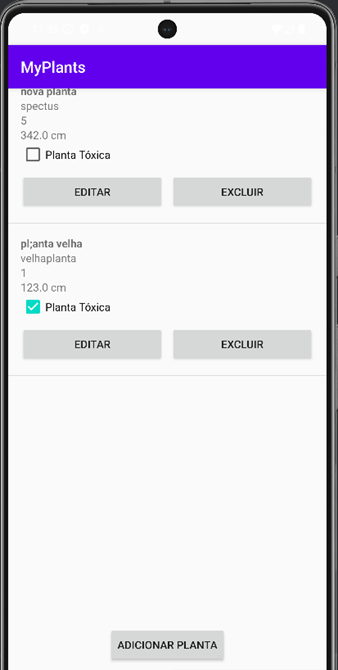 MyPlants
nova planta
spectus
5
342.0 cm
Planta Tóxica
EDITAR EXCLUIR
pl;anta velha
velhaplanta
1
123.0 cm
Planta Tóxica
EDITAR EXCLUIR
ADICIONAR PLANTA